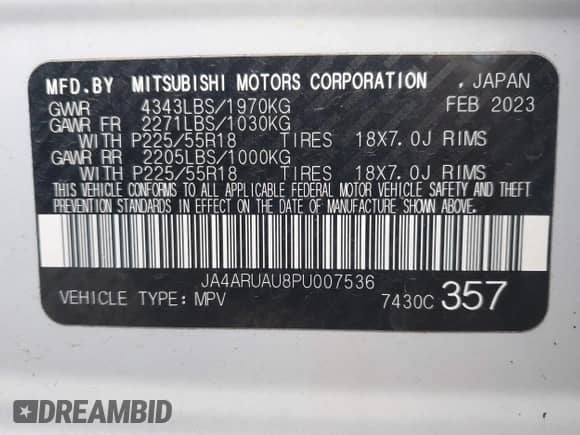 MFD.BY MITSUBISHI MOTORS CORPORATION , JAPAN
GVWR 4343LBS/1970KG FEB 2023
GAWR FR 2271LBS/1030KG
WITH P225/55R18 TIRES 18X7.0J RIMS
GAWR RR 2205LBS/1000KG
WITH P225/55R18 TIRES 18X7.0J RIMS
THIS VEHICLE CONFORMS TO ALL APPLICABLE FEDERAL MOTOR VEHICLE SAFETY AND THEFT
PREVENTION STANDARDS IN EFFECT ON THE DATE OF MANUFACTURE SHOWN ABOVE.
JA4ARUAU8PU007536
VEHICLE TYPE: MPV 7430C 357
DREAMBID